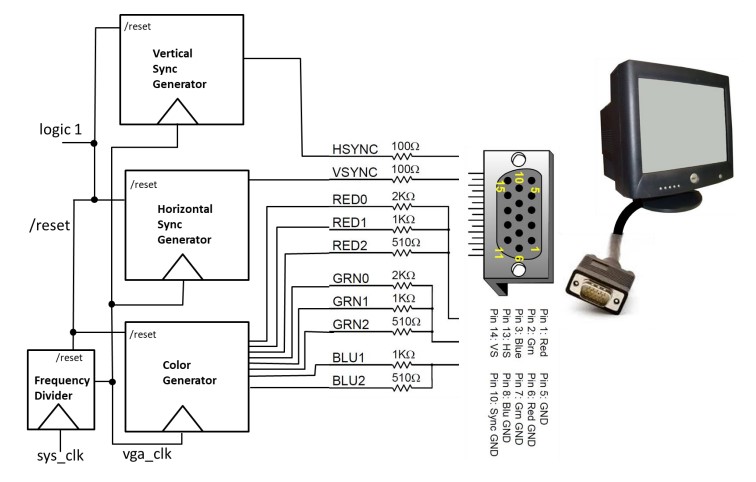 /reset
Vertical
Sync
Generator
logic 1
HSYNC 100Ω
VSYNC 100Ω
/reset
Horizontal
Sync
Generator
RED0 2KΩ
RED1 1KΩ
RED2 510Ω
/reset
GRN0 2KΩ
GRN1 1KΩ
GRN2 510Ω
/reset
Color
Generator
BLU1 1KΩ
BLU2 510Ω
/reset
Frequency
Divider
sys_clk
vga_clk
15 10 5
11 6 1
Pin 1: Red
Pin 2: Grn
Pin 3: Blue
Pin 13: HS
Pin 14: VS
Pin 5: GND
Pin 6: Red GND
Pin 7: Grn GND
Pin 8: Blu GND
Pin 10: Sync GND